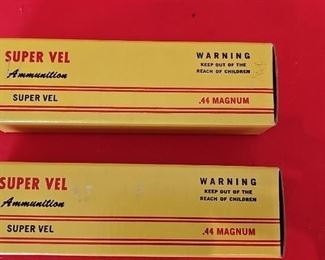 SUPER VEL
Ammunition
SUPER VEL
WARNING
KEEP OUT OF THE
REACH OF CHILDREN
.44 MAGNUM
SUPER VEL
Ammunition
SUPER VEL
WARNING
KEEP OUT OF THE
REACH OF CHILDREN
.44 MAGNUM